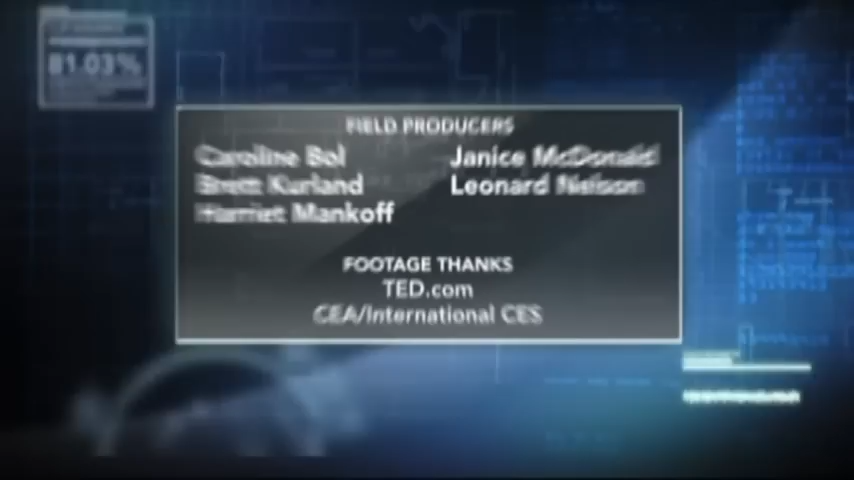 81.03%
FIELD PRODUCERS
Caroline Bol
Janice McDonald
Brett Kurland
Leonard Nelson
Harriet Mankoff
FOOTAGE THANKS
TED.com
CEA/International CES